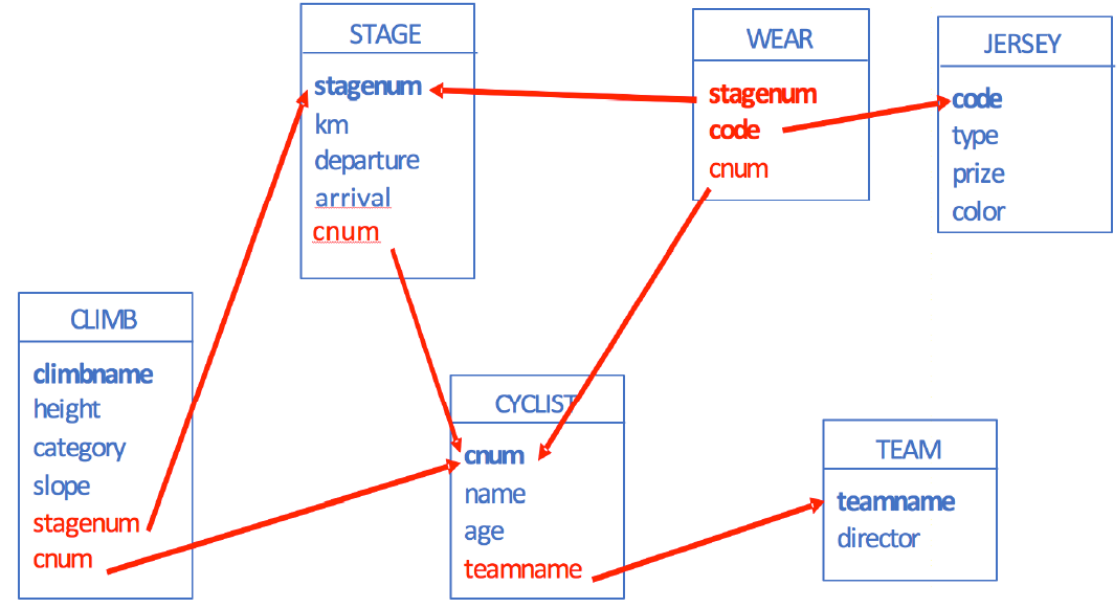 STAGE
stagenum
km
departure
arrival
cnum
WEAR
stagenum
code
cnum
JERSEY
code
type
prize
color
CLIMB
climbname
height
category
slope
stagenum
cnum
CYCLIST
cnum
name
age
teamname
TEAM
teamname
director